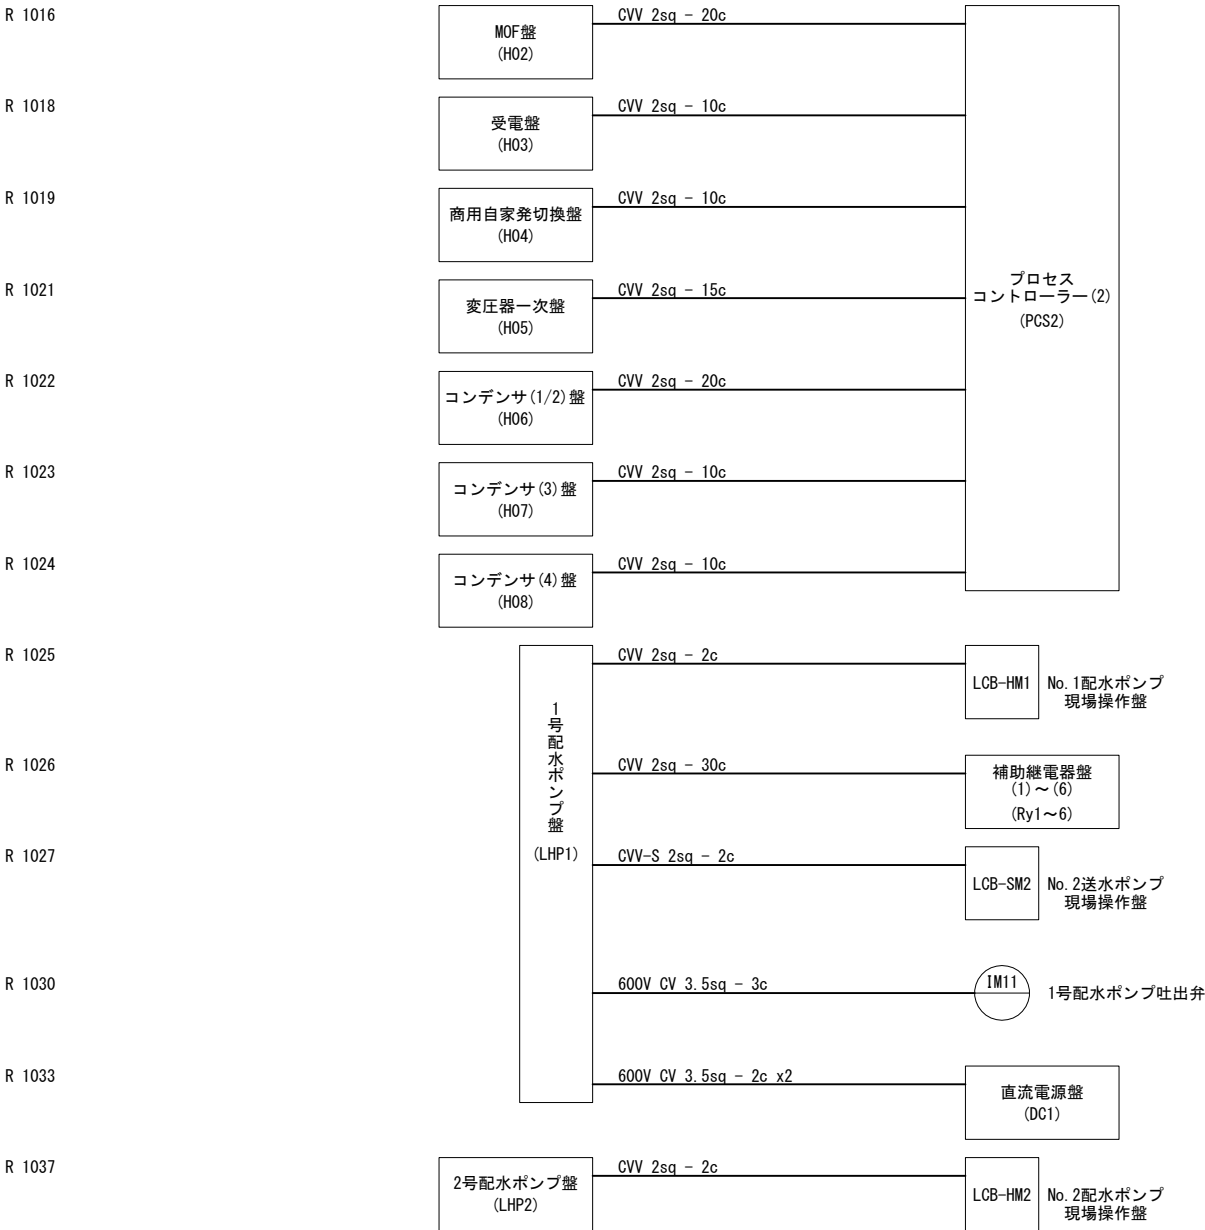 R 1016
MOF盤
(H02)
CVV 2sq - 20c
R 1018
受電盤
(H03)
CVV 2sq - 10c
R 1019
商用自家発切換盤
(H04)
CVV 2sq - 10c
R 1021
変圧器一次盤
(H05)
CVV 2sq - 15c
プロセス
コントローラー(2)
(PCS2)
R 1022
コンデンサ(1/2)盤
(H06)
CVV 2sq - 20c
R 1023
コンデンサ(3)盤
(H07)
CVV 2sq - 10c
R 1024
コンデンサ(4)盤
(H08)
CVV 2sq - 10c
R 1025
1号配水ポンプ盤
(LHP1)
CVV 2sq - 2c
LCB-HM1
No.1配水ポンプ
現場操作盤
R 1026
CVV 2sq - 30c
補助継電器盤
(1)～(6)
(Ry1～6)
R 1027
CVV-S 2sq - 2c
LCB-SM2
No.2送水ポンプ
現場操作盤
R 1030
600V CV 3.5sq - 3c
IM11
1号配水ポンプ吐出弁
R 1033
600V CV 3.5sq - 2c x2
直流電源盤
(DC1)
R 1037
2号配水ポンプ盤
(LHP2)
CVV 2sq - 2c
LCB-HM2
No.2配水ポンプ
現場操作盤